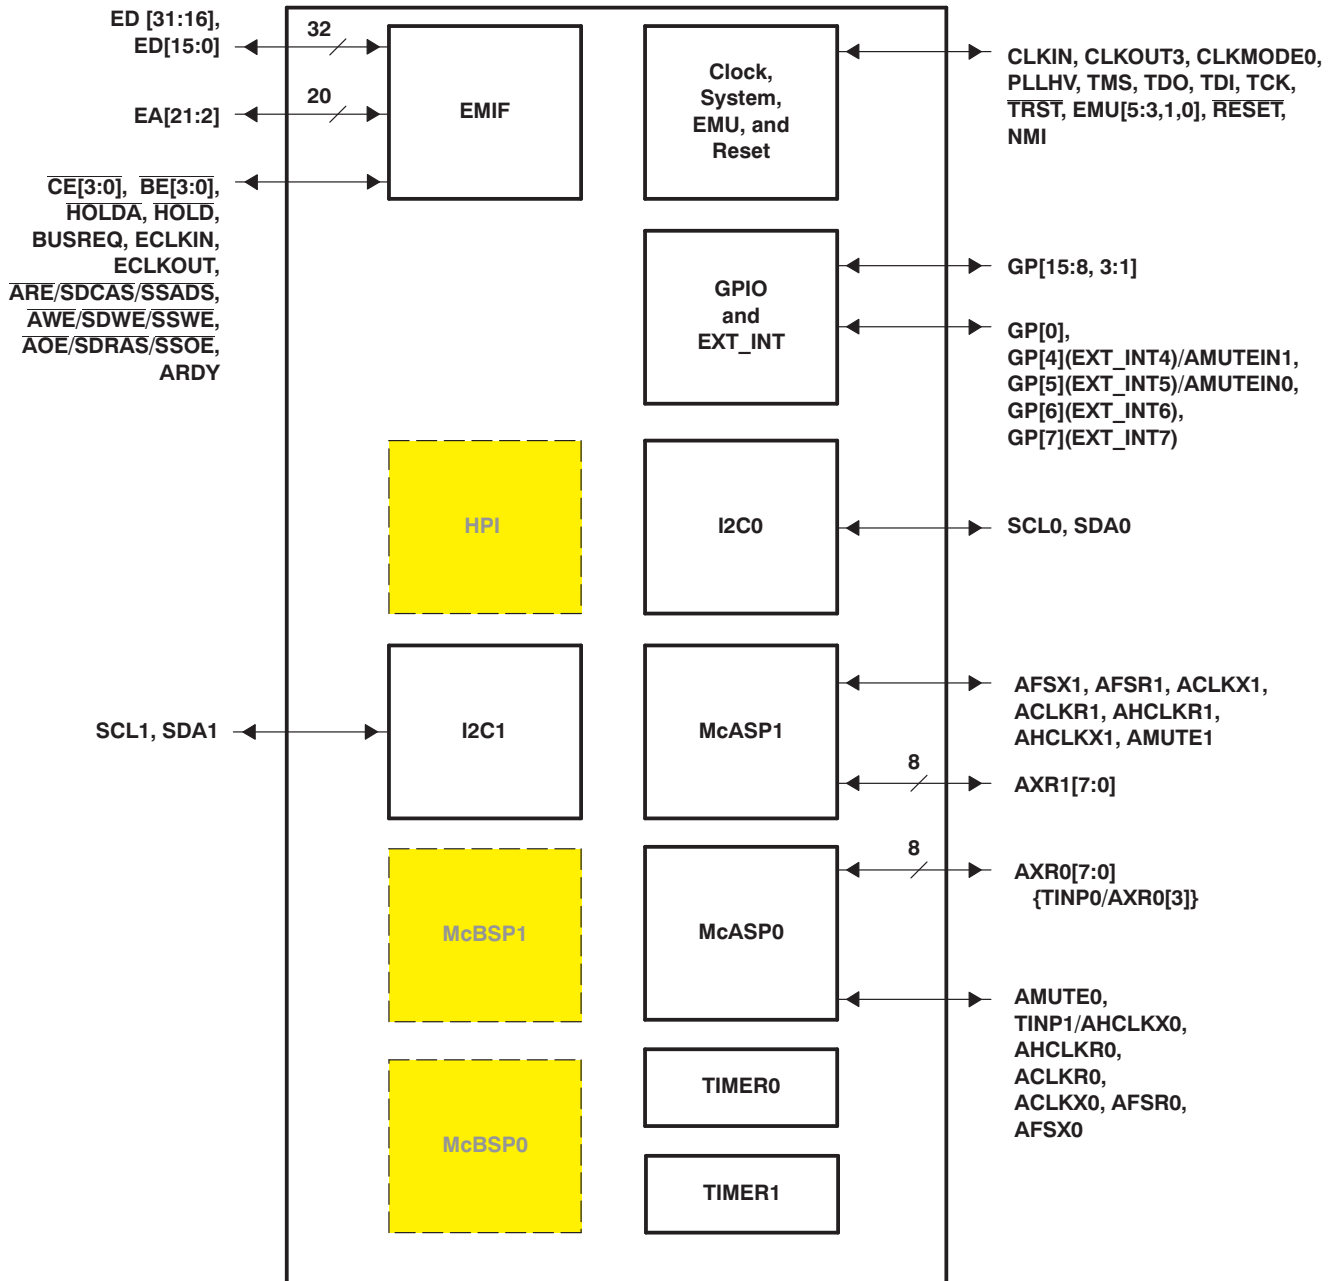 ED [31:16],
ED[15:0]
32
EA[21:2]
20
CE[3:0], BE[3:0],
HOLDA, HOLD,
BUSREQ, ECLKIN,
ECLKOUT,
ARE/SDCAS/SSADS,
AWE/SDWE/SSWE,
AOE/SDRAS/SSOE,
ARDY
EMIF
Clock,
System,
EMU, and
Reset
CLKIN, CLKOUT3, CLKMODE0,
PLLHV, TMS, TDO, TDI, TCK,
TRST, EMU[5:3,1,0], RESET,
NMI
GPIO
and
EXT_INT
GP[15:8, 3:1]
GP[0],
GP[4](EXT_INT4)/AMUTEIN1,
GP[5](EXT_INT5)/AMUTEIN0,
GP[6](EXT_INT6),
GP[7](EXT_INT7)
HPI
I2C0
SCL0, SDA0
SCL1, SDA1
I2C1
McASP1
AFSX1, AFSR1, ACLKX1,
ACLKR1, AHCLKR1,
AHCLKX1, AMUTE1
8
AXR1[7:0]
McBSP1
McASP0
8
AXR0[7:0]
{TINP0/AXR0[3]}
AMUTE0,
TINP1/AHCLKX0,
AHCLKR0,
ACLKR0,
ACLKX0, AFSR0,
AFSX0
McBSP0
TIMER0
TIMER1